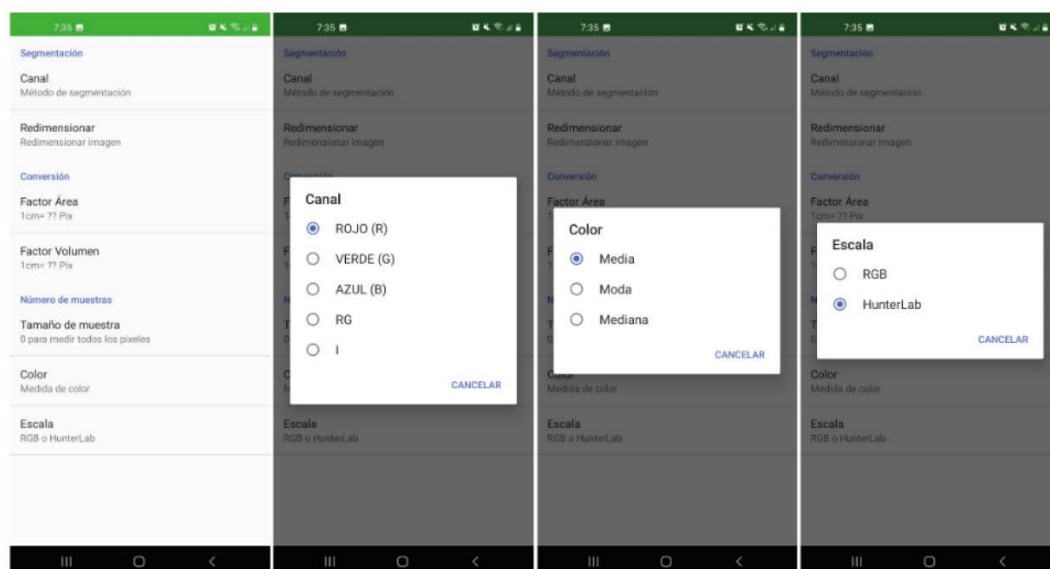 7:35
Segmentación
Canal
Método de segmentación
Redimensionar
Redimensionar imagen
Conversión
Factor Área
1cm= ?? Pix
Factor Volumen
1cm= ?? Pix
Número de muestras
Tamaño de muestra
0 para medir todos los pixeles
Color
Medida de color
Escala
RGB o HunterLab
7:35
Segmentación
Canal
Método de segmentación
Redimensionar
Redimensionar imagen
Canal
ROJO (R)
VERDE (G)
AZUL (B)
RG
I
CANCELAR
Escala
RGB o HunterLab
7:35
Segmentación
Canal
Método de segmentación
Redimensionar
Redimensionar imagen
Conversión
Factor Área
Color
Media
Moda
Mediana
CANCELAR
Medida de color
Escala
RGB o HunterLab
7:35
Segmentación
Canal
Método de segmentación
Redimensionar
Redimensionar imagen
Conversión
Factor Área
1cm= ?? Pix
Escala
RGB
HunterLab
CANCELAR
Color
Medida de color
Escala
RGB o HunterLab